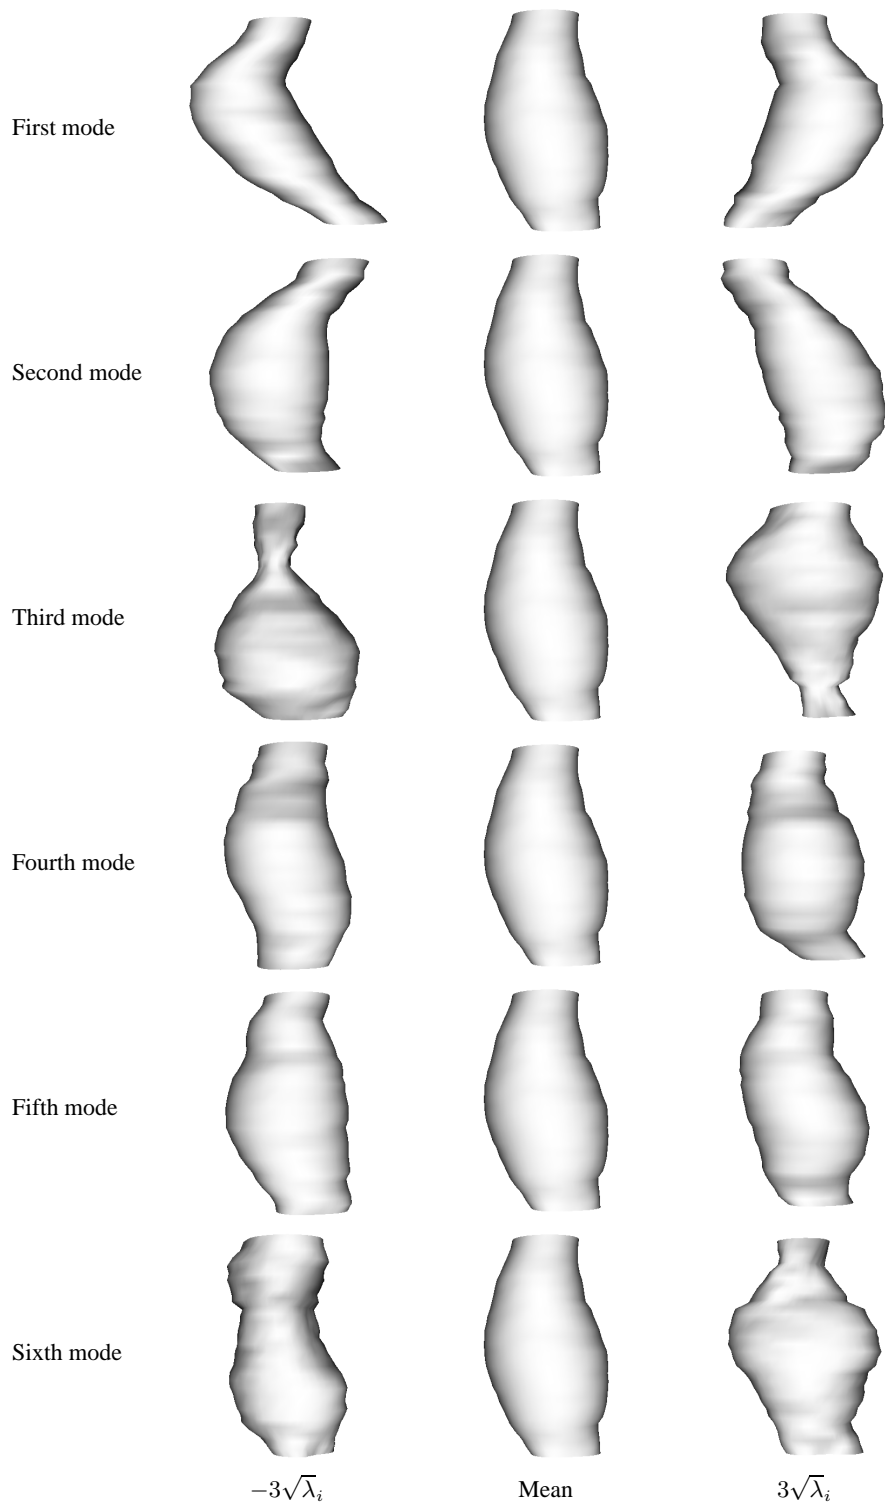 First mode
Second mode
Third mode
Fourth mode
Fifth mode
Sixth mode
−3√λi Mean 3√λi